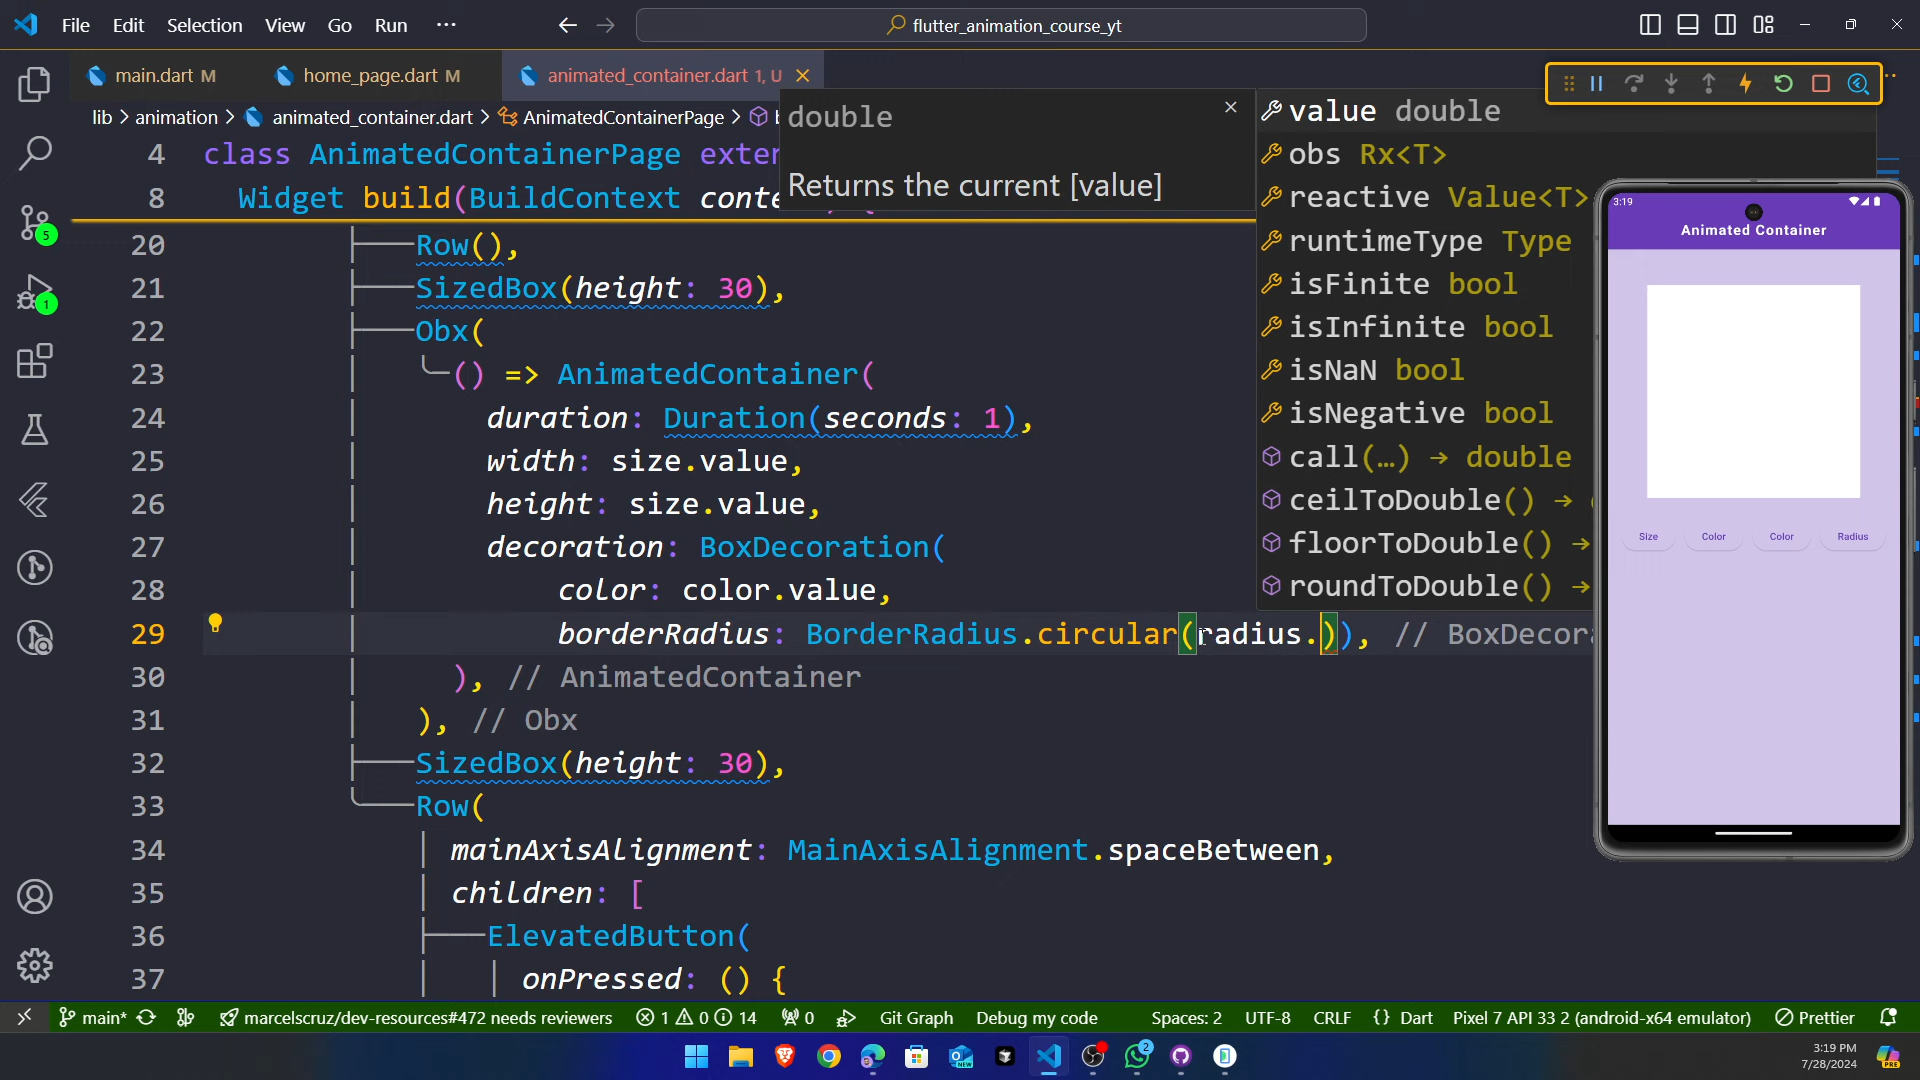 File Edit Selection View Go Run ···
flutter_animation_course_yt
main.dart M
home_page.dart M
animated_container.dart 1, U
lib > animation > animated_container.dart > AnimatedContainerPage >
4 class AnimatedContainerPage exten
8 Widget build(BuildContext conte
double
Returns the current [value]
value double
obs Rx<T>
reactive Value<T>
runtimeType Type
isFinite bool
isInfinite bool
isNaN bool
isNegative bool
call(…) → double
ceilToDouble() →
floorToDouble() →
roundToDouble() →
20 Row(),
21 SizedBox(height: 30),
22 Obx(
23 () => AnimatedContainer(
24 duration: Duration(seconds: 1),
25 width: size.value,
26 height: size.value,
27 decoration: BoxDecoration(
28 color: color.value,
29 borderRadius: BorderRadius.circular(radius.)), // BoxDecora
30 ), // AnimatedContainer
31 ), // Obx
32 SizedBox(height: 30),
33 Row(
34 mainAxisAlignment: MainAxisAlignment.spaceBetween,
35 children: [
36 ElevatedButton(
37 onPressed: () {
3:19
Animated Container
Size Color Color Radius
5
1
main* marcelscruz/dev-resources#472 needs reviewers 1 0 14 0 Git Graph Debug my code Spaces: 2 UTF-8 CRLF {} Dart Pixel 7 API 33 2 (android-x64 emulator) Prettier
NEW
2
3:19 PM
7/28/2024
PRE